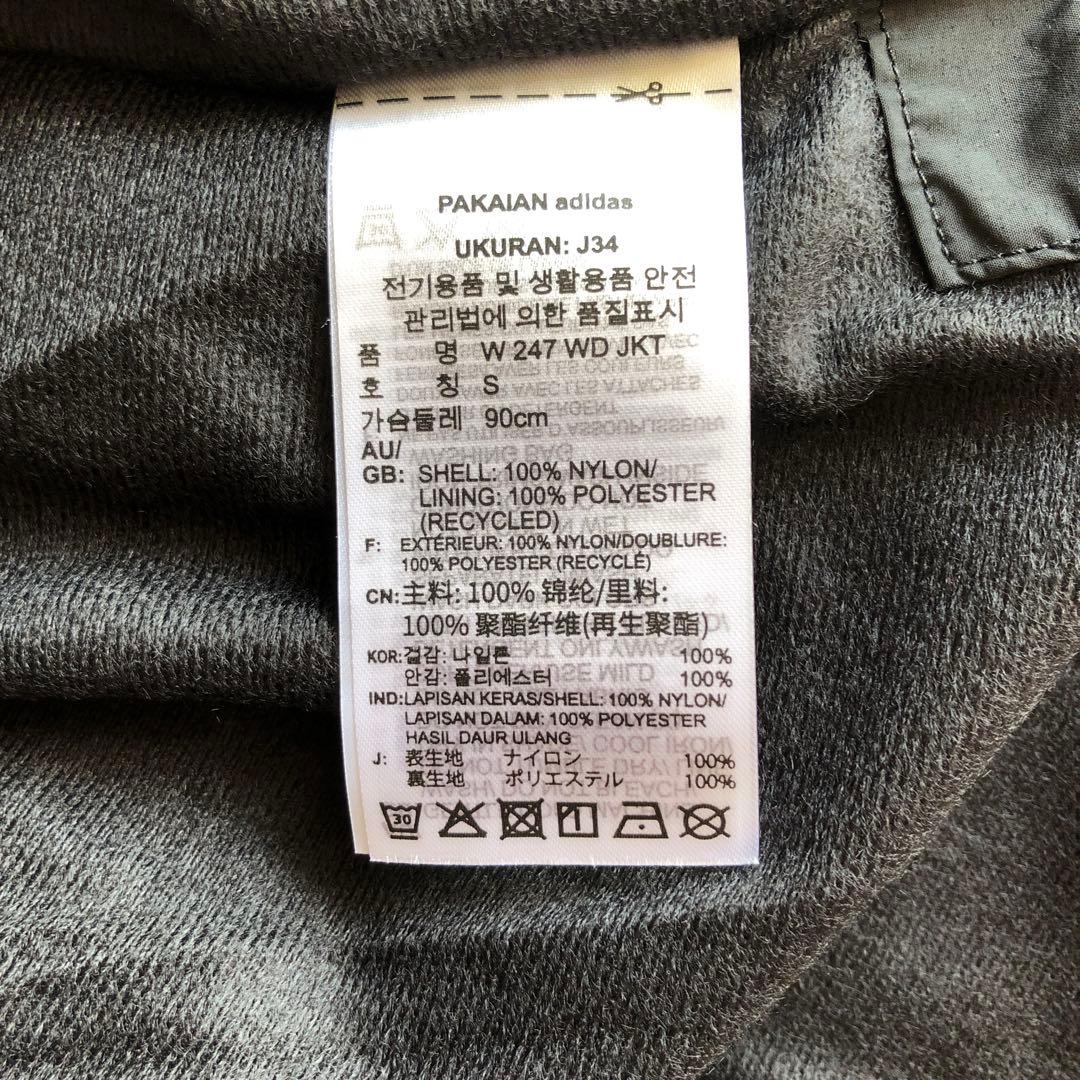 PAKAIAN adidas
UKURAN: J34
전기용품 및 생활용품 안전
관리법에 의한 품질표시
품 명 W 247 WD JKT
호 칭 S
가슴둘레 90cm
AU/
GB: SHELL: 100% NYLON/
LINING: 100% POLYESTER
(RECYCLED)
F: EXTÉRIEUR: 100% NYLON/DOUBLURE:
100% POLYESTER (RECYCLÉ)
CN: 主料: 100% 锦纶/里料:
100% 聚酯纤维(再生聚酯)
KOR: 겉감: 나일론 100%
안감: 폴리에스터 100%
IND: LAPISAN KERAS/SHELL: 100% NYLON/
LAPISAN DALAM: 100% POLYESTER
HASIL DAUR ULANG
J: 表生地 ナイロン 100%
裏生地 ポリエステル 100%
30